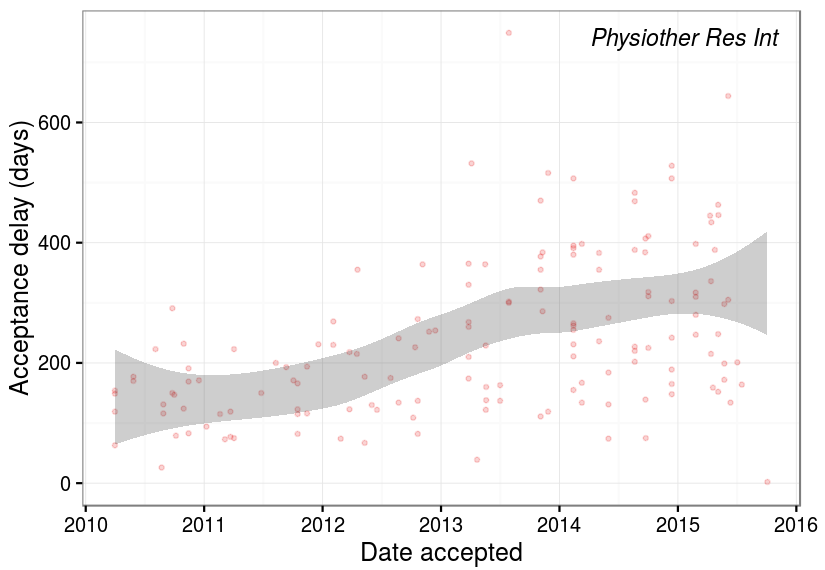 Physiother Res Int
Acceptance delay (days)
600
400
200
0
2010 2011 2012 2013 2014 2015 2016
Date accepted